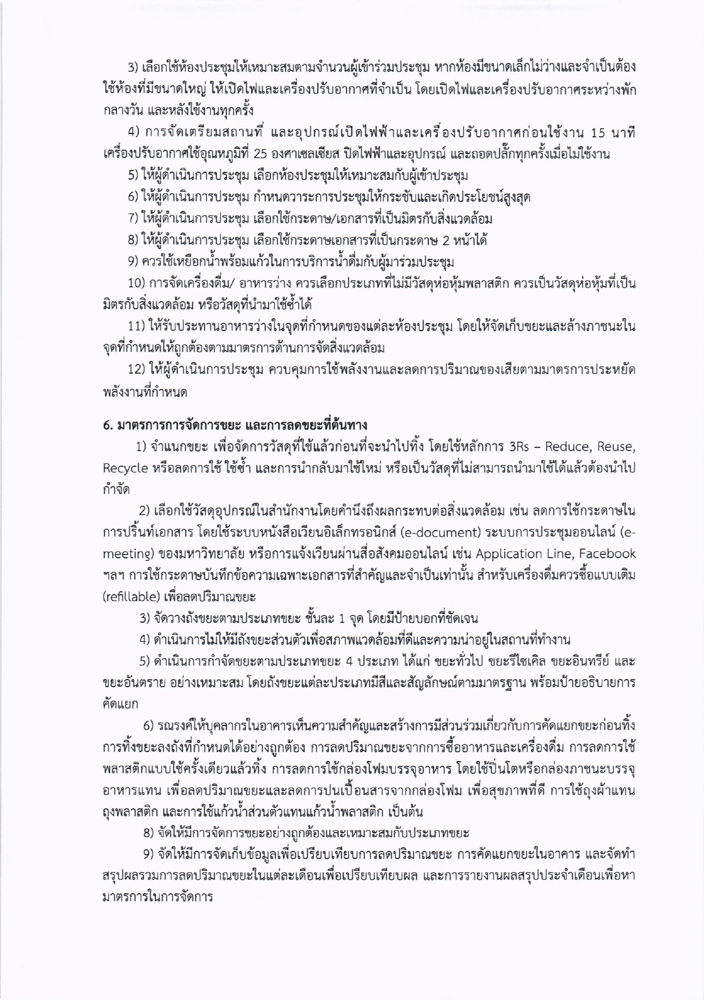 3) เลือกใช้ห้องประชุมให้เหมาะสมตามจำนวนผู้เข้าร่วมประชุม หากห้องมีขนาดเล็กไม่ว่างและจำเป็นต้อง
ใช้ห้องที่มีขนาดใหญ่ ให้เปิดไฟและเครื่องปรับอากาศที่จำเป็น โดยเปิดไฟและเครื่องปรับอากาศระหว่างพัก
กลางวัน และหลังใช้งานทุกครั้ง
4) การจัดเตรียมสถานที่ และอุปกรณ์เปิดไฟฟ้าและเครื่องปรับอากาศก่อนใช้งาน 15 นาที
เครื่องปรับอากาศใช้อุณหภูมิที่ 25 องศาเซลเซียส ปิดไฟฟ้าและอุปกรณ์ และถอดปลั๊กทุกครั้งเมื่อไม่ใช้งาน
5) ให้ผู้ดำเนินการประชุม เลือกห้องประชุมให้เหมาะสมกับผู้เข้าประชุม
6) ให้ผู้ดำเนินการประชุม กำหนดวาระการประชุมให้กระชับและเกิดประโยชน์สูงสุด
7) ให้ผู้ดำเนินการประชุม เลือกใช้กระดาษ/เอกสารที่เป็นมิตรกับสิ่งแวดล้อม
8) ให้ผู้ดำเนินการประชุม เลือกใช้กระดาษเอกสารที่เป็นกระดาษ 2 หน้าได้
9) ควรใช้เหยือกน้ำพร้อมแก้วในการบริการน้ำดื่มกับผู้มาร่วมประชุม
10) การจัดเครื่องดื่ม/ อาหารว่าง ควรเลือกประเภทที่ไม่มีวัสดุห่อหุ้มพลาสติก ควรเป็นวัสดุห่อหุ้มที่เป็น
มิตรกับสิ่งแวดล้อม หรือวัสดุที่นำมาใช้ซ้ำได้
11) ให้รับประทานอาหารว่างในจุดที่กำหนดของแต่ละห้องประชุม โดยให้จัดเก็บขยะและล้างภาชนะใน
จุดที่กำหนดให้ถูกต้องตามมาตรการด้านการจัดสิ่งแวดล้อม
12) ให้ผู้ดำเนินการประชุม ควบคุมการใช้พลังงานและลดการปริมาณของเสียตามมาตรการประหยัด
พลังงานที่กำหนด
6. มาตรการการจัดการขยะ และการลดขยะที่ต้นทาง
1) จำแนกขยะ เพื่อจัดการวัสดุที่ใช้แล้วก่อนที่จะนำไปทิ้ง โดยใช้หลักการ 3Rs – Reduce, Reuse,
Recycle หรือลดการใช้ ใช้ซ้ำ และการนำกลับมาใช้ใหม่ หรือเป็นวัสดุที่ไม่สามารถนำมาใช้ได้แล้วต้องนำไป
กำจัด
2) เลือกใช้วัสดุอุปกรณ์ในสำนักงานโดยคำนึงถึงผลกระทบต่อสิ่งแวดล้อม เช่น ลดการใช้กระดาษใน
การปริ้นท์เอกสาร โดยใช้ระบบหนังสือเวียนอิเล็กทรอนิกส์ (e-document) ระบบการประชุมออนไลน์ (e-
meeting) ของมหาวิทยาลัย หรือการแจ้งเวียนผ่านสื่อสังคมออนไลน์ เช่น Application Line, Facebook
ฯลฯ การใช้กระดาษบันทึกข้อความเฉพาะเอกสารที่สำคัญและจำเป็นเท่านั้น สำหรับเครื่องดื่มควรซื้อแบบเติม
(refillable) เพื่อลดปริมาณขยะ
3) จัดวางถังขยะตามประเภทขยะ ชั้นละ 1 จุด โดยมีป้ายบอกที่ชัดเจน
4) ดำเนินการไม่ให้มีถังขยะส่วนตัวเพื่อสภาพแวดล้อมที่ดีและความน่าอยู่ในสถานที่ทำงาน
5) ดำเนินการกำจัดขยะตามประเภทขยะ 4 ประเภท ได้แก่ ขยะทั่วไป ขยะรีไซเคิล ขยะอินทรีย์ และ
ขยะอันตราย อย่างเหมาะสม โดยถังขยะแต่ละประเภทมีสีและสัญลักษณ์ตามมาตรฐาน พร้อมป้ายอธิบายการ
คัดแยก
6) รณรงค์ให้บุคลากรในอาคารเห็นความสำคัญและสร้างการมีส่วนร่วมเกี่ยวกับการคัดแยกขยะก่อนทิ้ง
การทิ้งขยะลงถังที่กำหนดได้อย่างถูกต้อง การลดปริมาณขยะจากการซื้ออาหารและเครื่องดื่ม การลดการใช้
พลาสติกแบบใช้ครั้งเดียวแล้วทิ้ง การลดการใช้กล่องโฟมบรรจุอาหาร โดยใช้ปิ่นโตหรือกล่องภาชนะบรรจุ
อาหารแทน เพื่อลดปริมาณขยะและลดการปนเปื้อนสารจากกล่องโฟม เพื่อสุขภาพที่ดี การใช้ถุงผ้าแทน
ถุงพลาสติก และการใช้แก้วน้ำส่วนตัวแทนแก้วน้ำพลาสติก เป็นต้น
8) จัดให้มีการจัดการขยะอย่างถูกต้องและเหมาะสมกับประเภทขยะ
9) จัดให้มีการจัดเก็บข้อมูลเพื่อเปรียบเทียบการลดปริมาณขยะ การคัดแยกขยะในอาคาร และจัดทำ
สรุปผลรวมการลดปริมาณขยะในแต่ละเดือนเพื่อเปรียบเทียบผล และการรายงานผลสรุปประจำเดือนเพื่อหา
มาตรการในการจัดการ